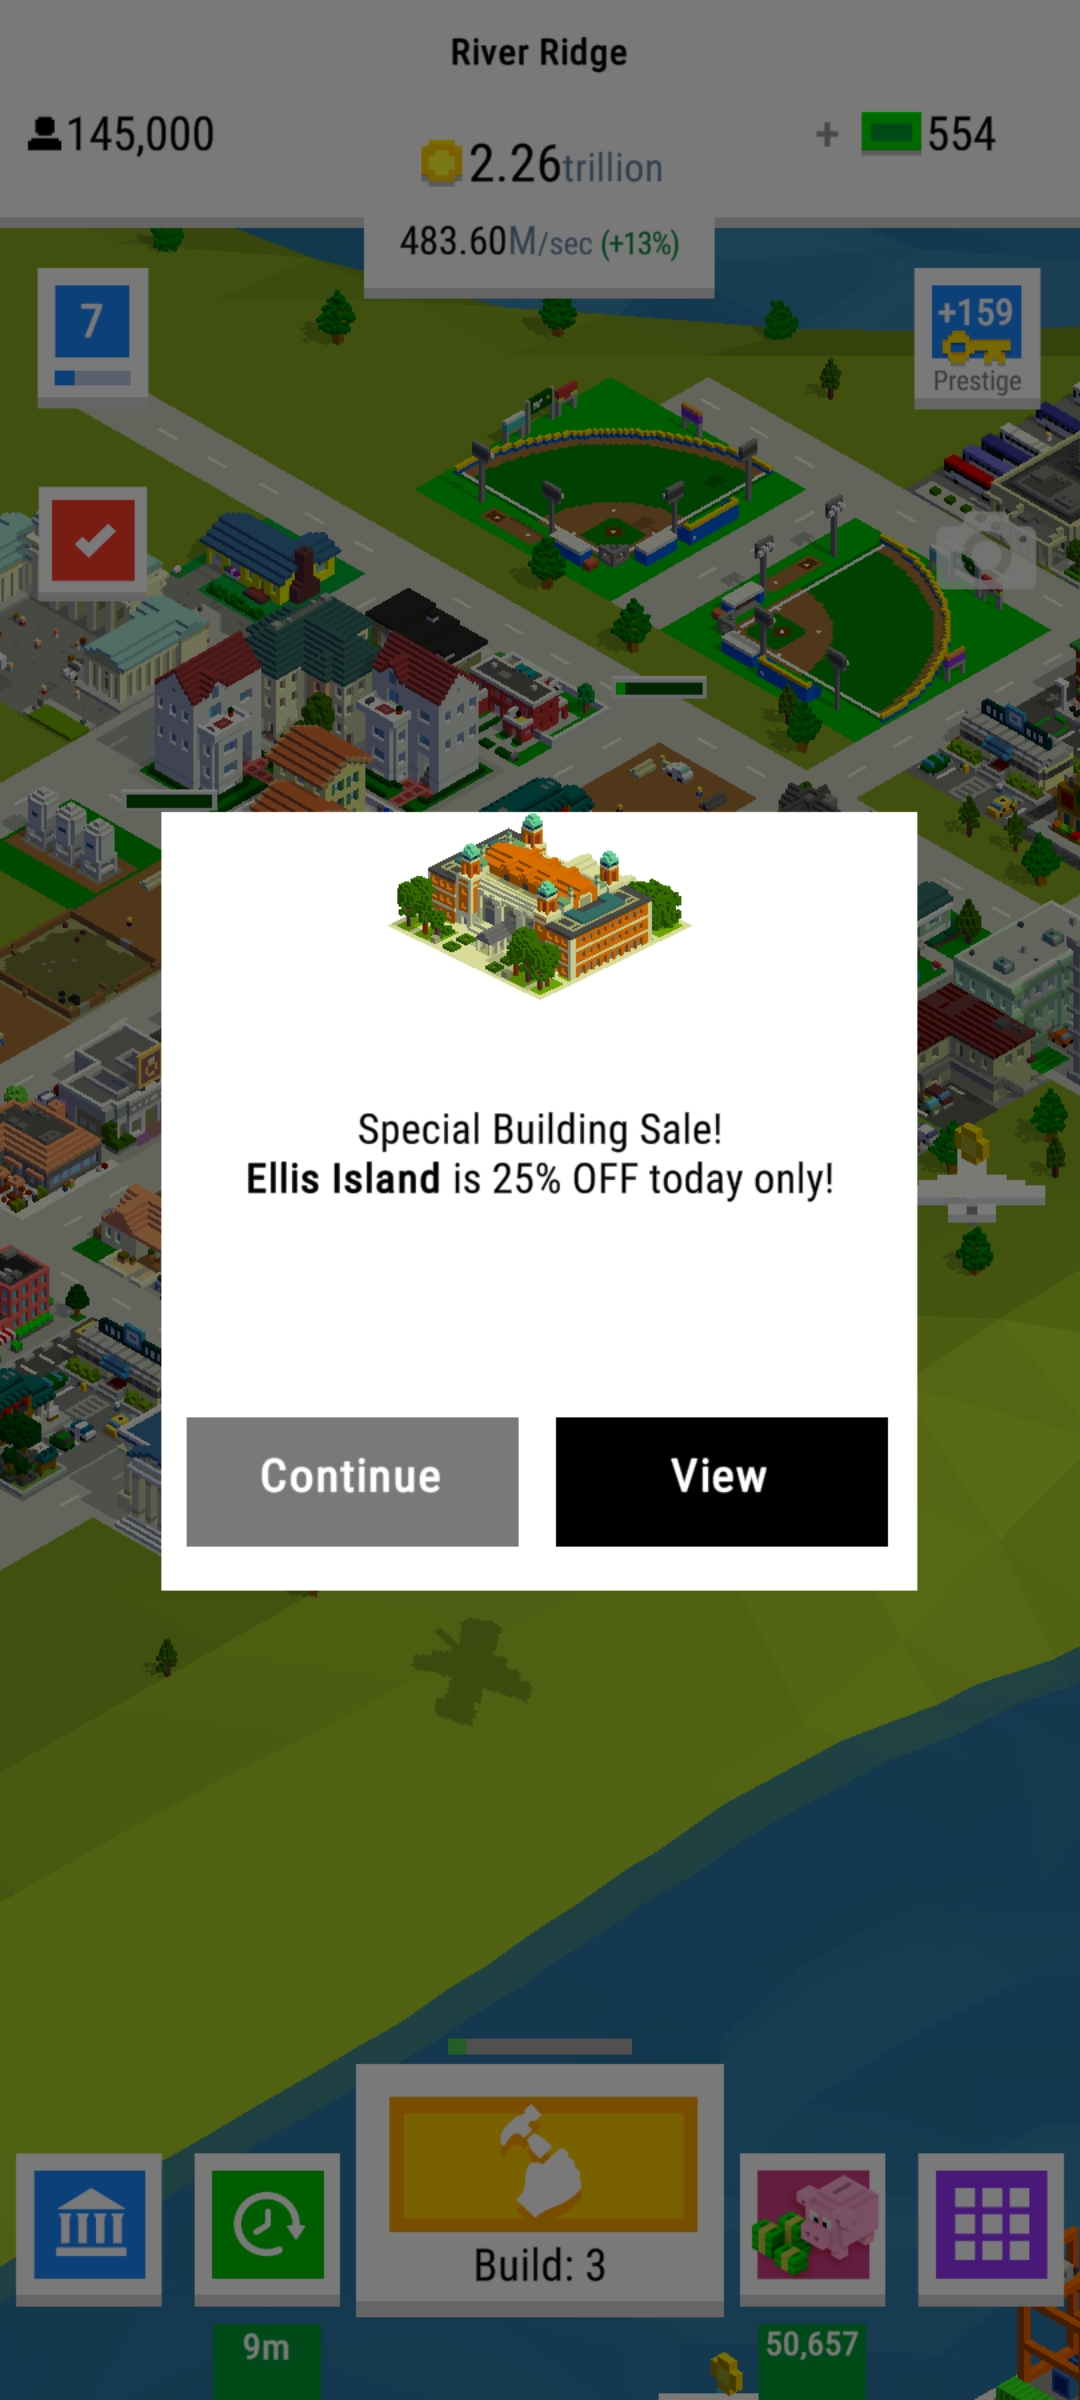 River Ridge
145,000
2.26trillion
+ 554
483.60M/sec (+13%)
7
+159
Prestige
Special Building Sale!
Ellis Island is 25% OFF today only!
Continue
View
Build: 3
9m
50,657